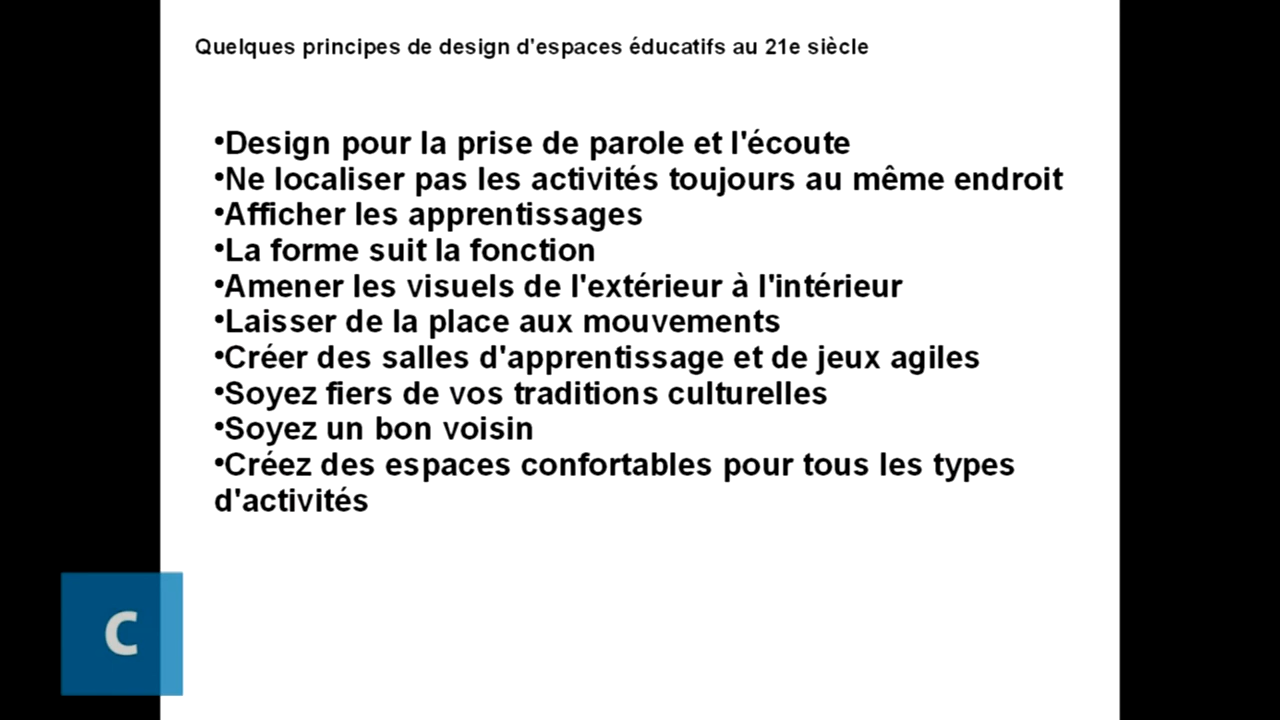 Quelques principes de design d'espaces éducatifs au 21e siècle
•Design pour la prise de parole et l'écoute
•Ne localiser pas les activités toujours au même endroit
•Afficher les apprentissages
•La forme suit la fonction
•Amener les visuels de l'extérieur à l'intérieur
•Laisser de la place aux mouvements
•Créer des salles d'apprentissage et de jeux agiles
•Soyez fiers de vos traditions culturelles
•Soyez un bon voisin
•Créez des espaces confortables pour tous les types
d'activités
C